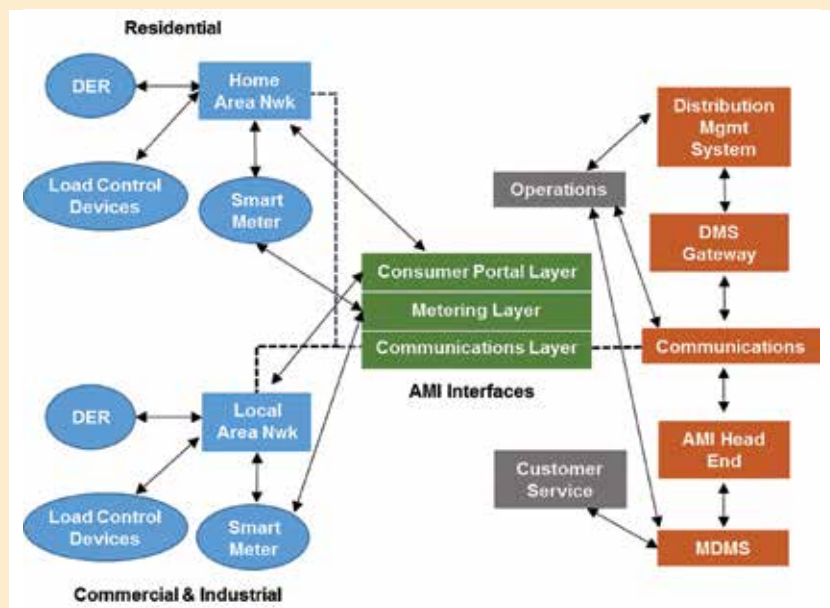 Residential
DER
Home
Area Nwk
Load Control
Devices
Smart
Meter
Distribution
Mgmt
System
Operations
DMS
Gateway
Consumer Portal Layer
Metering Layer
Communications Layer
Communications
AMI Interfaces
DER
Local
Area Nwk
Load Control
Devices
Smart
Meter
Customer
Service
AMI Head
End
MDMS
Commercial & Industrial